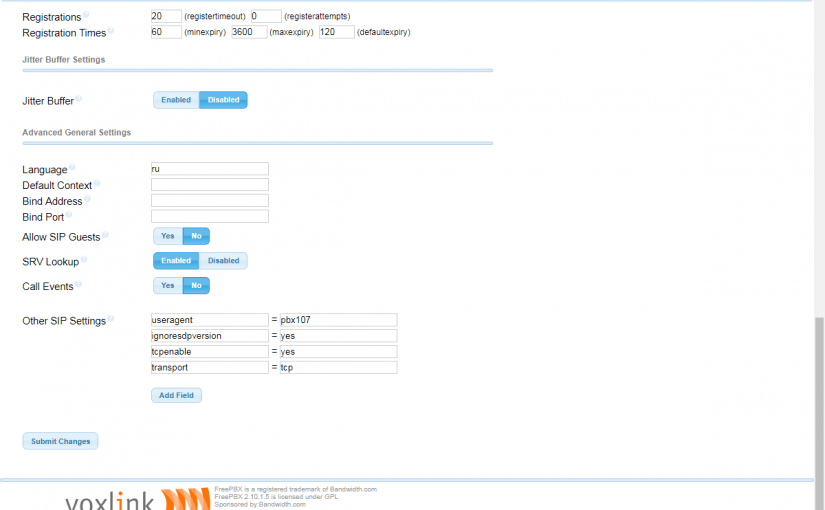 Registrations 20 (registertimeout) 0 (registerattempts)
Registration Times 60 (minexpiry) 3600 (maxexpiry) 120 (defaultexpiry)
Jitter Buffer Settings
Jitter Buffer Enabled Disabled
Advanced General Settings
Language ru
Default Context
Bind Address
Bind Port
Allow SIP Guests Yes No
SRV Lookup Enabled Disabled
Call Events Yes No
Other SIP Settings useragent = pbx107
ignoresdpversion = yes
tcpenable = yes
transport = tcp
Add Field
Submit Changes
voxlink
FreePBX is a registered trademark of Bandwidth.com
FreePBX 2.10.1.5 is licensed under GPL
Sponsored by:Bandwidth.com